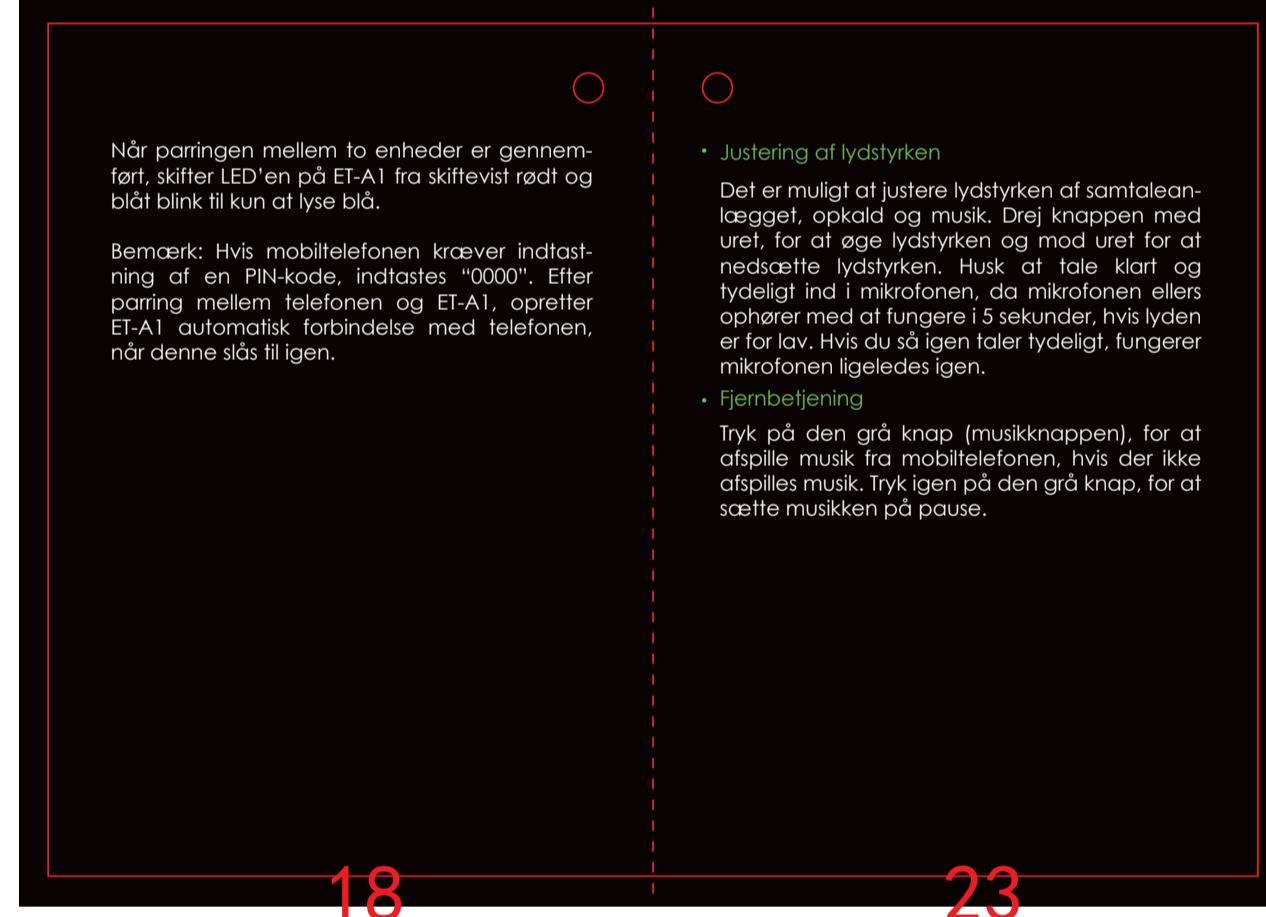 Når parringen mellem to enheder er gennem-
ført, skifter LED’en på ET-A1 fra skiftevist rødt og
blåt blink til kun at lyse blå.
Bemærk: Hvis mobiltelefonen kræver indtast-
ning af en PIN-kode, indtastes “0000”. Efter
parring mellem telefonen og ET-A1, opretter
ET-A1 automatisk forbindelse med telefonen,
når denne slås til igen.
18
• Justering af lydstyrken
Det er muligt at justere lydstyrken af samtalean-
lægget, opkald og musik. Drej knappen med
uret, for at øge lydstyrken og mod uret for at
nedsætte lydstyrken. Husk at tale klart og
tydeligt ind i mikrofonen, da mikrofonen ellers
ophører med at fungere i 5 sekunder, hvis lyden
er for lav. Hvis du så igen taler tydeligt, fungerer
mikrofonen ligeledes igen.
• Fjernbetjening
Tryk på den grå knap (musikknappen), for at
afspille musik fra mobiltelefonen, hvis der ikke
afspilles musik. Tryk igen på den grå knap, for at
sætte musikken på pause.
23